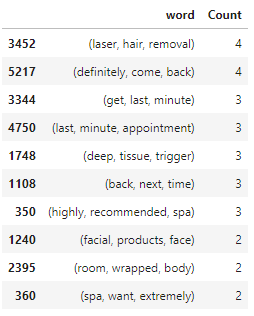 word Count
3452 (laser, hair, removal) 4
5217 (definitely, come, back) 4
3344 (get, last, minute) 3
4750 (last, minute, appointment) 3
1748 (deep, tissue, trigger) 3
1108 (back, next, time) 3
350 (highly, recommended, spa) 3
1240 (facial, products, face) 2
2395 (room, wrapped, body) 2
360 (spa, want, extremely) 2